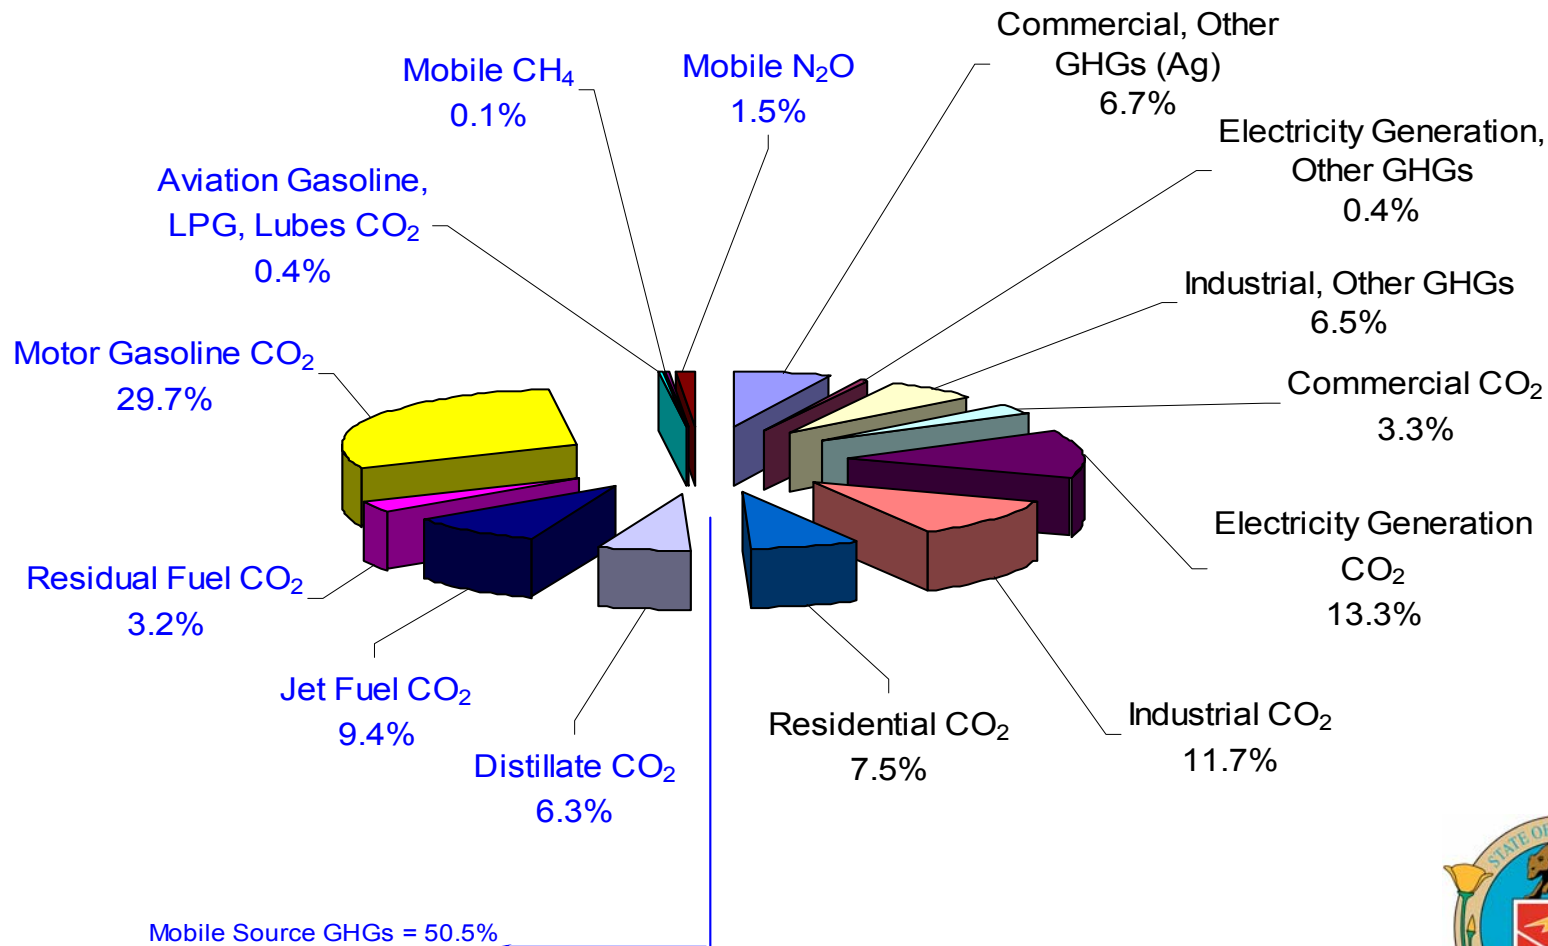 Commercial, Other
GHGs (Ag)
6.7%
Mobile CH₄
0.1%
Mobile N₂O
1.5%
Electricity Generation,
Other GHGs
0.4%
Aviation Gasoline,
LPG, Lubes CO₂
0.4%
Industrial, Other GHGs
6.5%
Motor Gasoline CO₂
29.7%
Commercial CO₂
3.3%
Electricity Generation
CO₂
13.3%
Residual Fuel CO₂
3.2%
Jet Fuel CO₂
9.4%
Distillate CO₂
6.3%
Residential CO₂
7.5%
Industrial CO₂
11.7%
Mobile Source GHGs = 50.5%
STATE OF